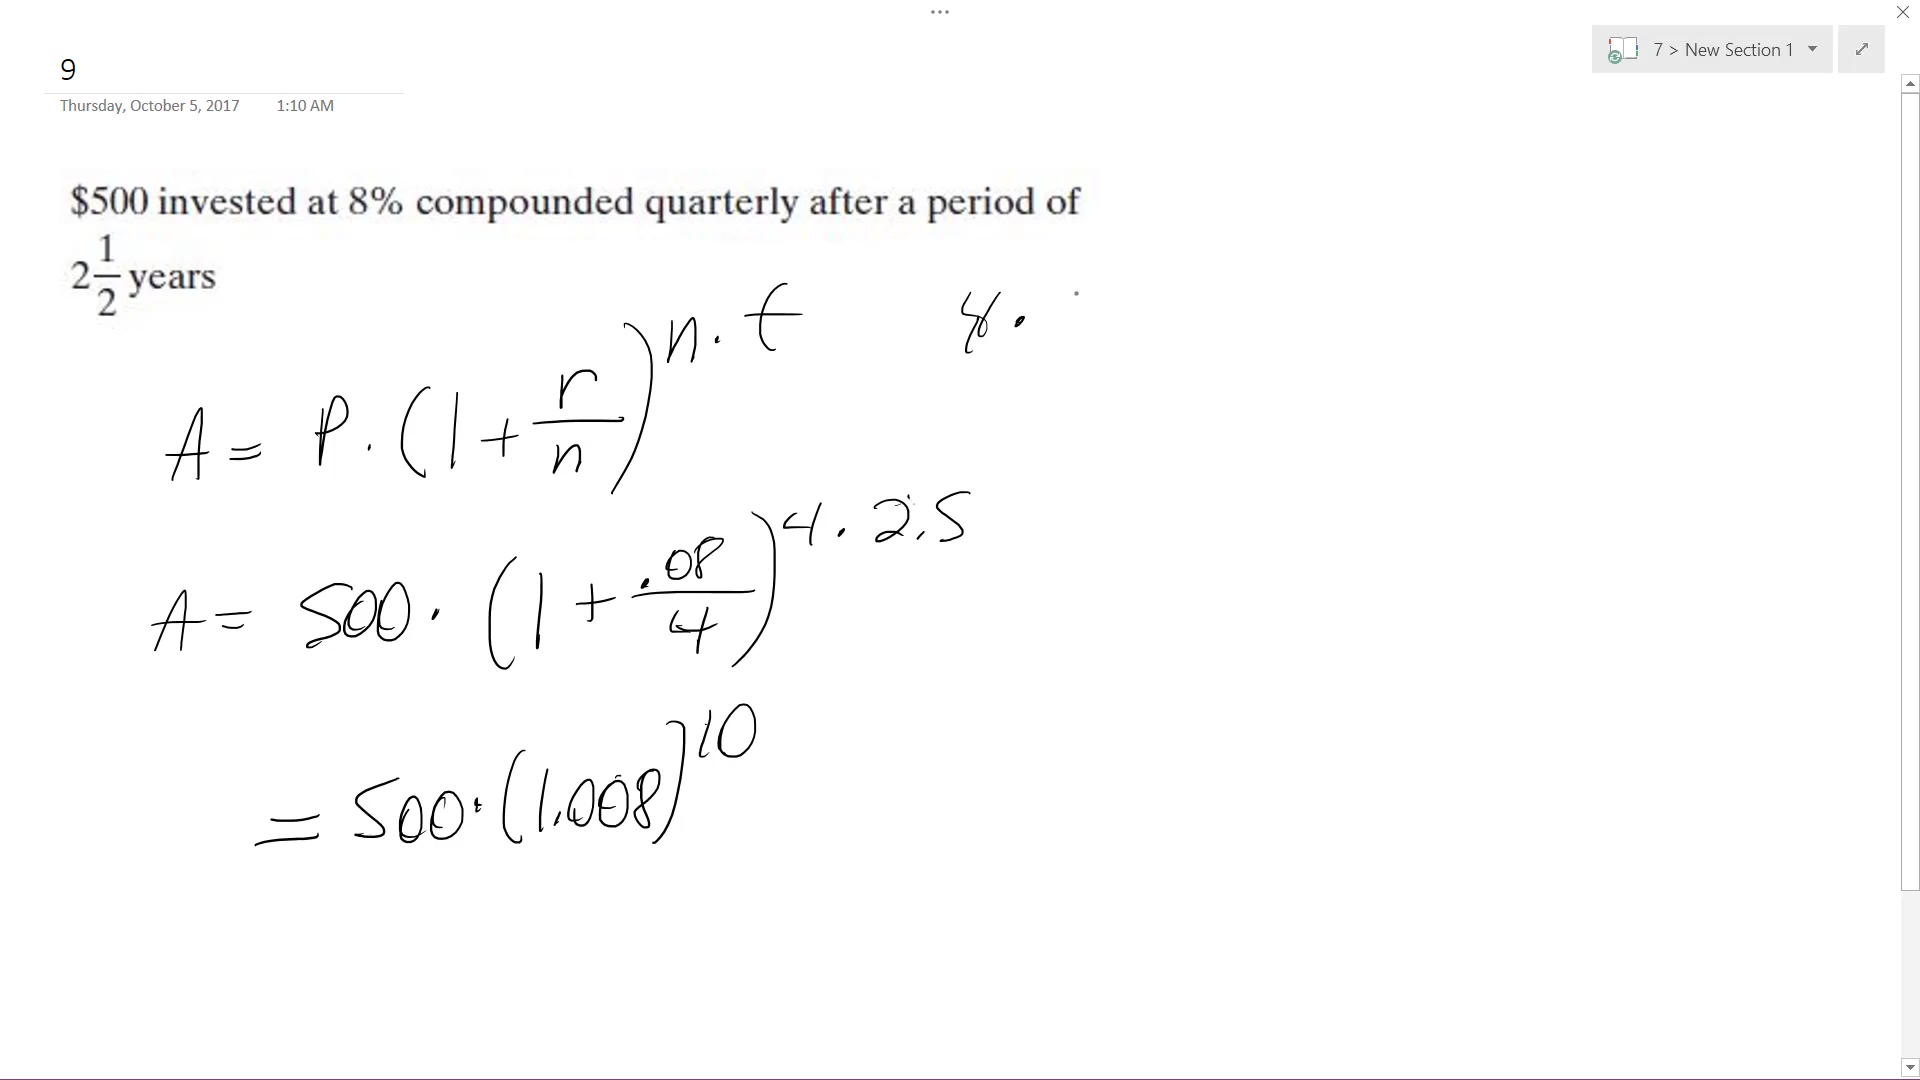 ...
7 > New Section 1
9
Thursday, October 5, 2017 1:10 AM
$500 invested at 8% compounded quarterly after a period of
2 1/2 years
8 .
A = P · (1 + r/n)^n · t
A = 500 · (1 + .08/4)^4 · 2.5
= 500 · (1.008)^10